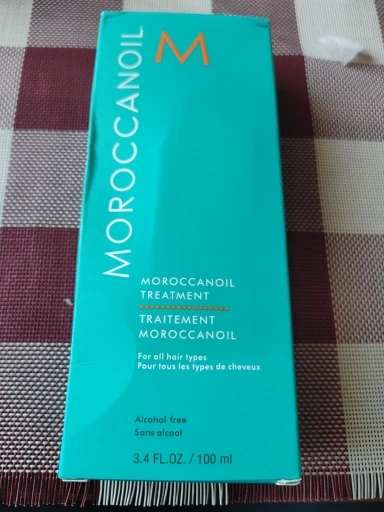 MOROCCANOIL
M
MOROCCANOIL
TREATMENT
TRAITEMENT
MOROCCANOIL
For all hair types
Pour tous les types de cheveux
Alcohol free
Sans alcool
3.4 FL.OZ. / 100 ml